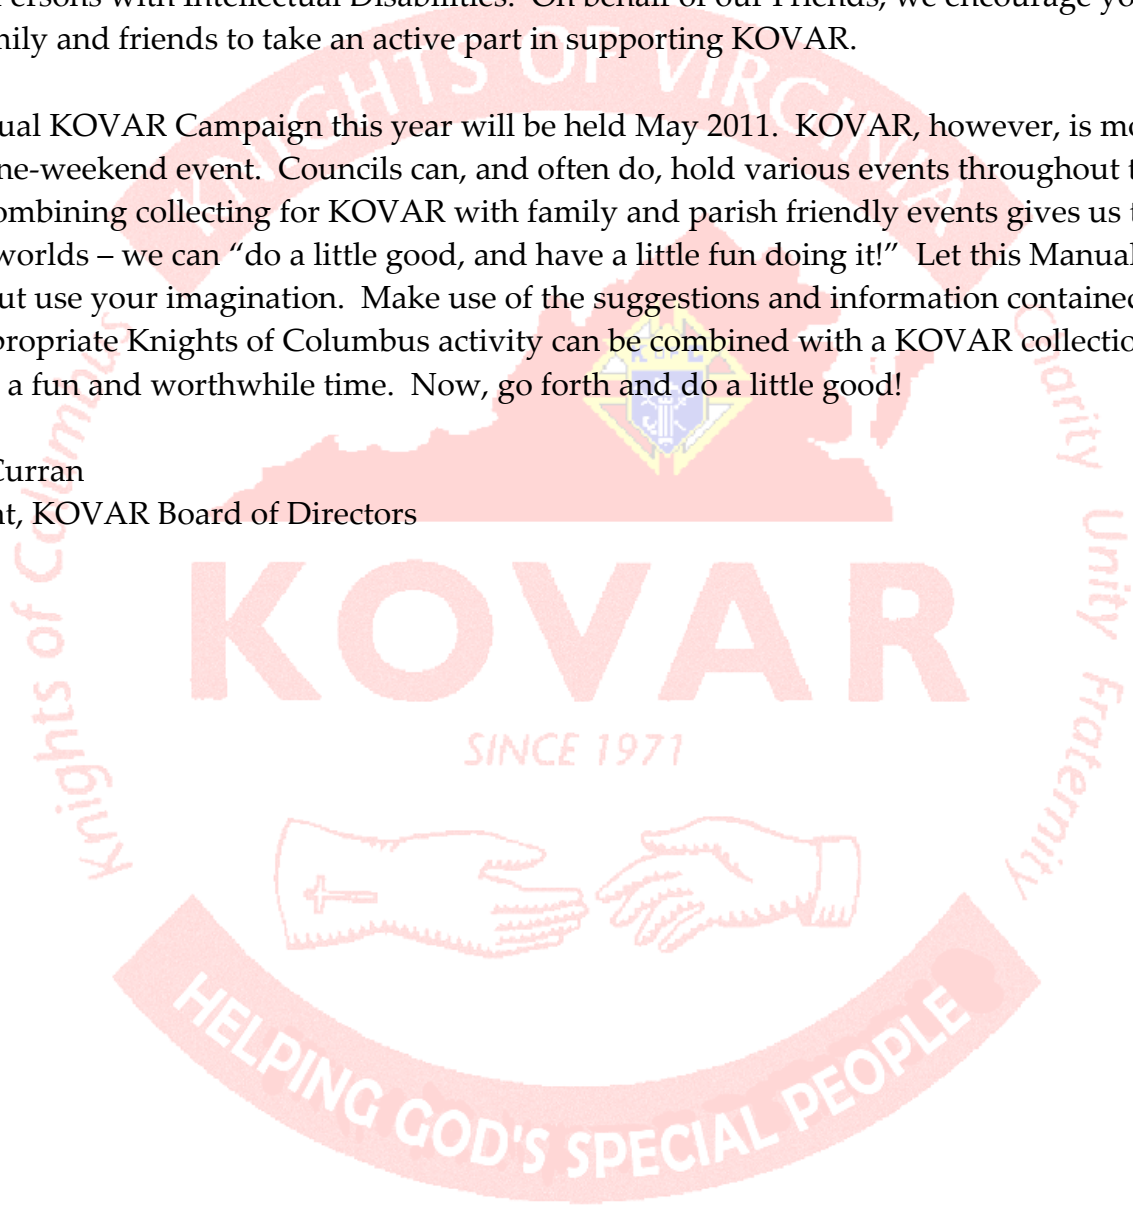 ersons with Intellectual Disabilities. On behalf of our Friends, we encourage yo
mily and friends to take an active part in supporting KOVAR.
ual KOVAR Campaign this year will be held May 2011. KOVAR, however, is mo
ne-weekend event. Councils can, and often do, hold various events throughout t
ombining collecting for KOVAR with family and parish friendly events gives us t
worlds – we can “do a little good, and have a little fun doing it!” Let this Manual
ut use your imagination. Make use of the suggestions and information contained
propriate Knights of Columbus activity can be combined with a KOVAR collectio
a fun and worthwhile time. Now, go forth and do a little good!
Curran
nt, KOVAR Board of Directors
KNIGHTS OF VIRGINIA
Knights of Columbus
Charity Unity Fraternity
K of C
KOVAR
SINCE 1971
HELPING GOD'S SPECIAL PEOPLE